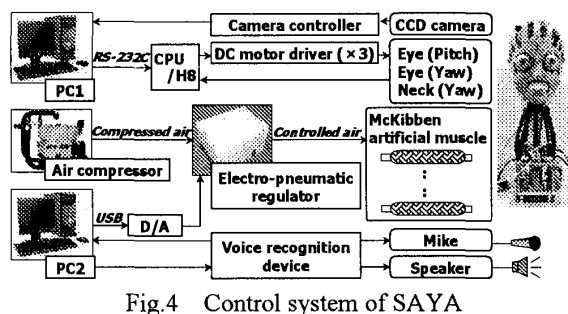 Camera controller
CCD camera
RS-232C
CPU
/H8
DC motor driver (×3)
Eye (Pitch)
Eye (Yaw)
Neck (Yaw)
PC1
Compressed air
Controlled air
McKibben
artificial muscle
Air compressor
Electro-pneumatic
regulator
USB
D/A
PC2
Voice recognition
device
Mike
Speaker
Fig.4 Control system of SAYA